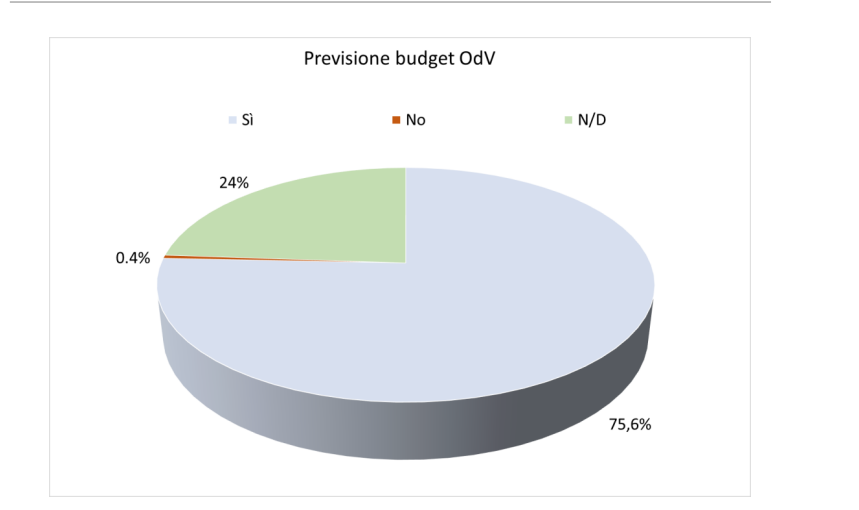 Previsione budget OdV
Sì No N/D
24%
0.4%
75,6%